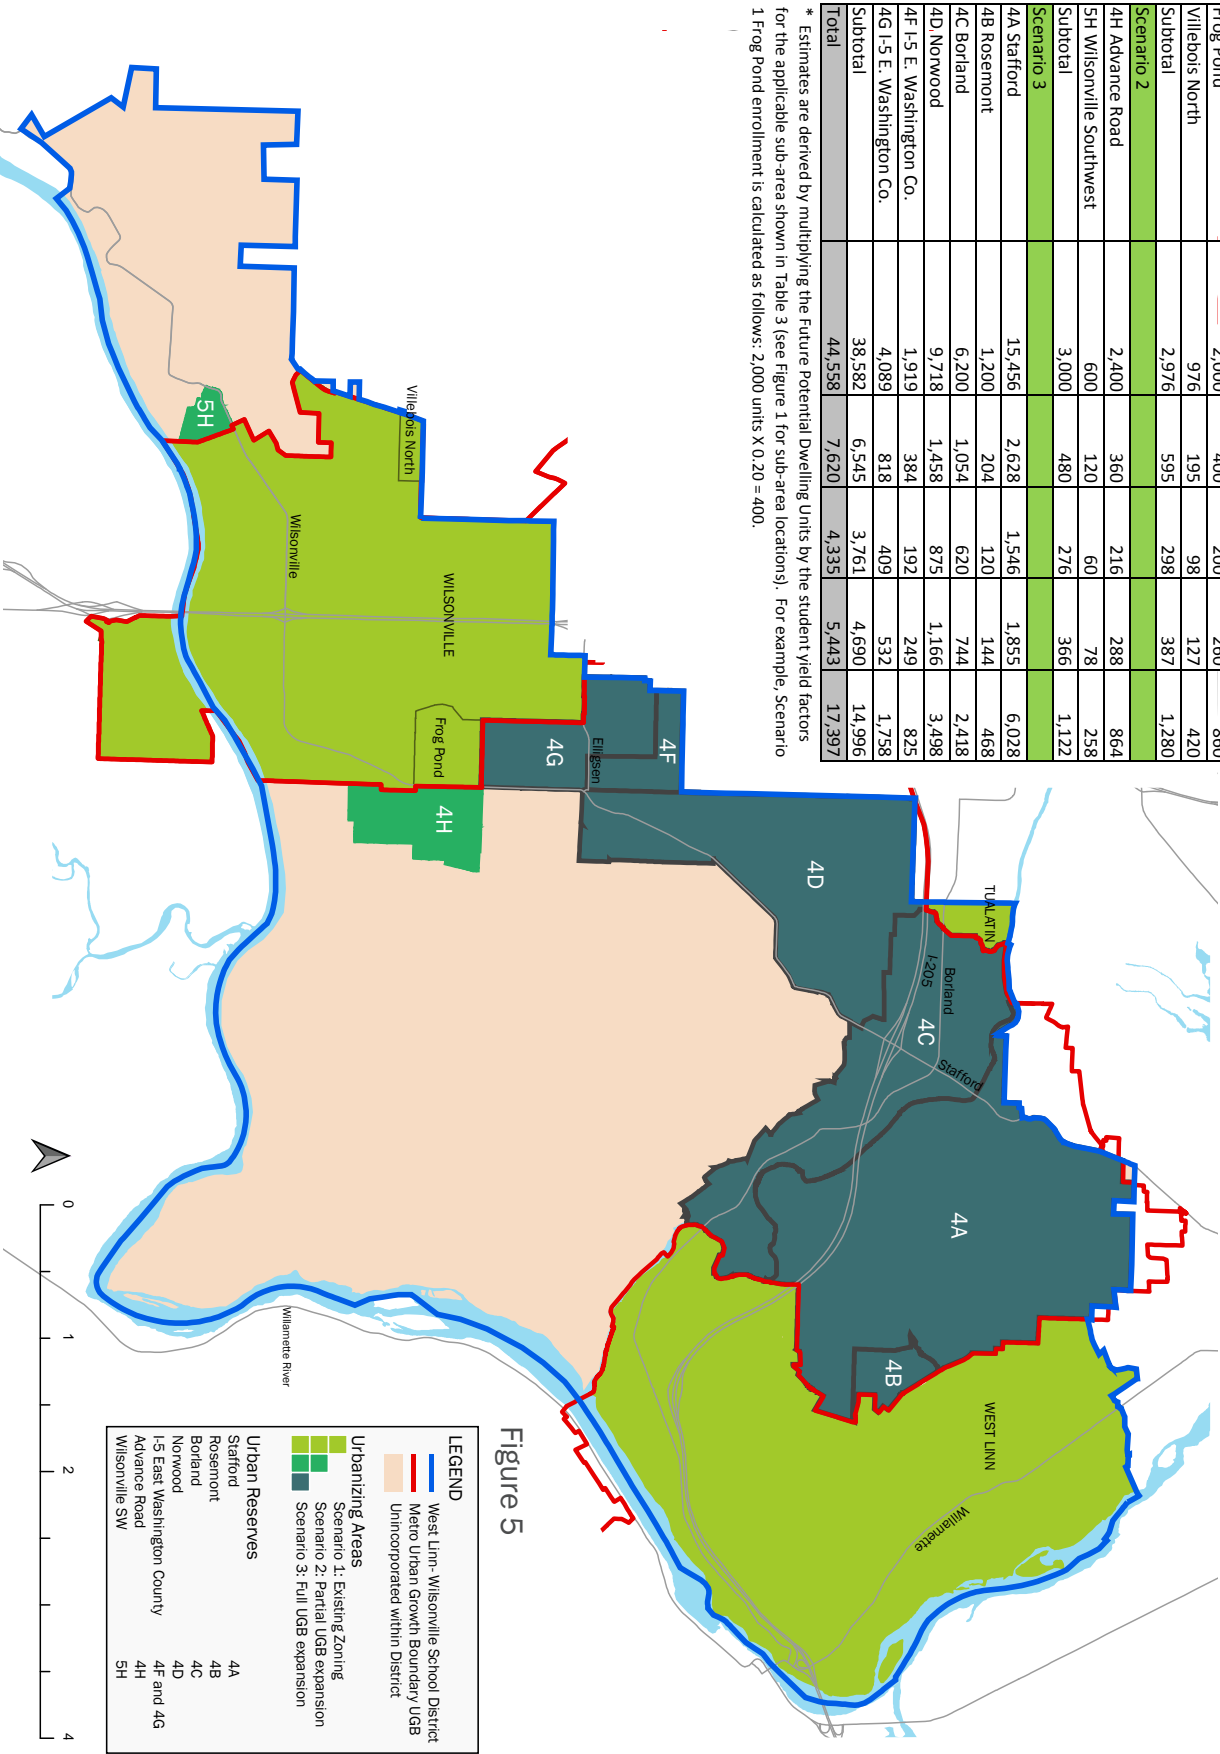 Frog Pond 2,000 400 200 260 860
Villebois North 976 195 98 127 420
Subtotal 2,976 595 298 387 1,280
Scenario 2
4H Advance Road 2,400 360 216 288 864
5H Wilsonville Southwest 600 120 60 78 258
Subtotal 3,000 480 276 366 1,122
Scenario 3
4A Stafford 15,456 2,628 1,546 1,855 6,028
4B Rosemont 1,200 204 120 144 468
4C Borland 6,200 1,054 620 744 2,418
4D, Norwood 9,718 1,458 875 1,166 3,498
4F I-5 E. Washington Co. 1,919 384 192 249 825
4G I-5 E. Washington Co. 4,089 818 409 532 1,758
Subtotal 38,582 6,545 3,761 4,690 14,996
Total 44,558 7,620 4,335 5,443 17,397
* Estimates are derived by multiplying the Future Potential Dwelling Units by the student yield factors
for the applicable sub-area shown in Table 3 (see Figure 1 for sub-area locations). For example, Scenario
1 Frog Pond enrollment is calculated as follows: 2,000 units X 0.20 = 400.
TUALATIN
Borland
I-205
4C
Stafford
4A
WEST LINN
Willamette
4B
4D
4F
Elligsen
4G
4H
Frog Pond
WILSONVILLE
Villebois North
Wilsonville
5H
Willamette River
Figure 5
LEGEND
West Linn- Wilsonville School District
Metro Urban Growth Boundary UGB
Unincorporated within District
Urbanizing Areas
Scenario 1: Existing Zoning
Scenario 2: Partial UGB expansion
Scenario 3: Full UGB expansion
Urban Reserves
Stafford 4A
Rosemont 4B
Borland 4C
Norwood 4D
I-5 East Washington County 4F and 4G
Advance Road 4H
Wilsonville SW 5H
0 1 2 4